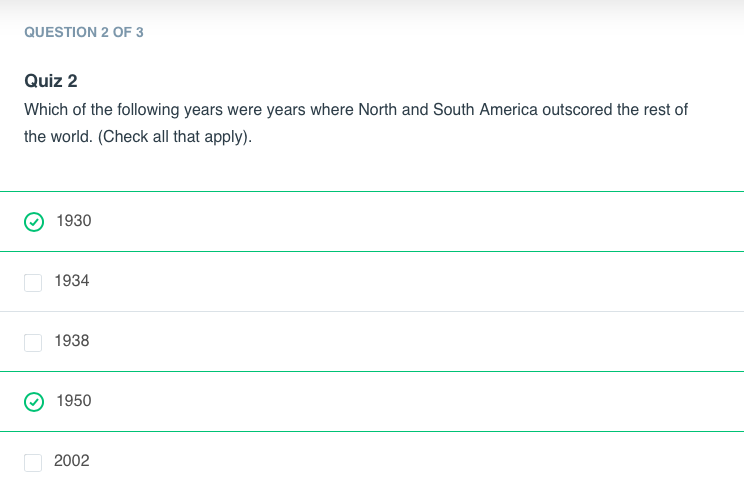 QUESTION 2 OF 3
Quiz 2
Which of the following years were years where North and South America outscored the rest of
the world. (Check all that apply).
1930
1934
1938
1950
2002